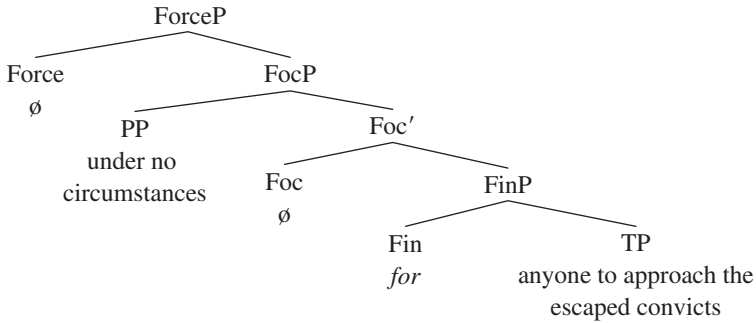 ForceP
Force FocP
ø
PP Foc′
under no
circumstances
Foc FinP
ø
Fin TP
for anyone to approach the
escaped convicts